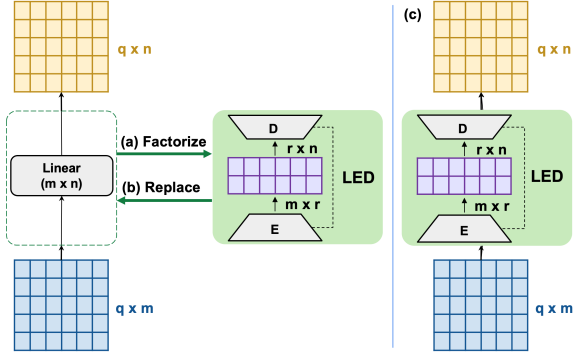 q x n
(a) Factorize
Linear
(m x n)
(b) Replace
D
r x n
LED
m x r
E
q x m
(c)
q x n
D
r x n
LED
m x r
E
q x m